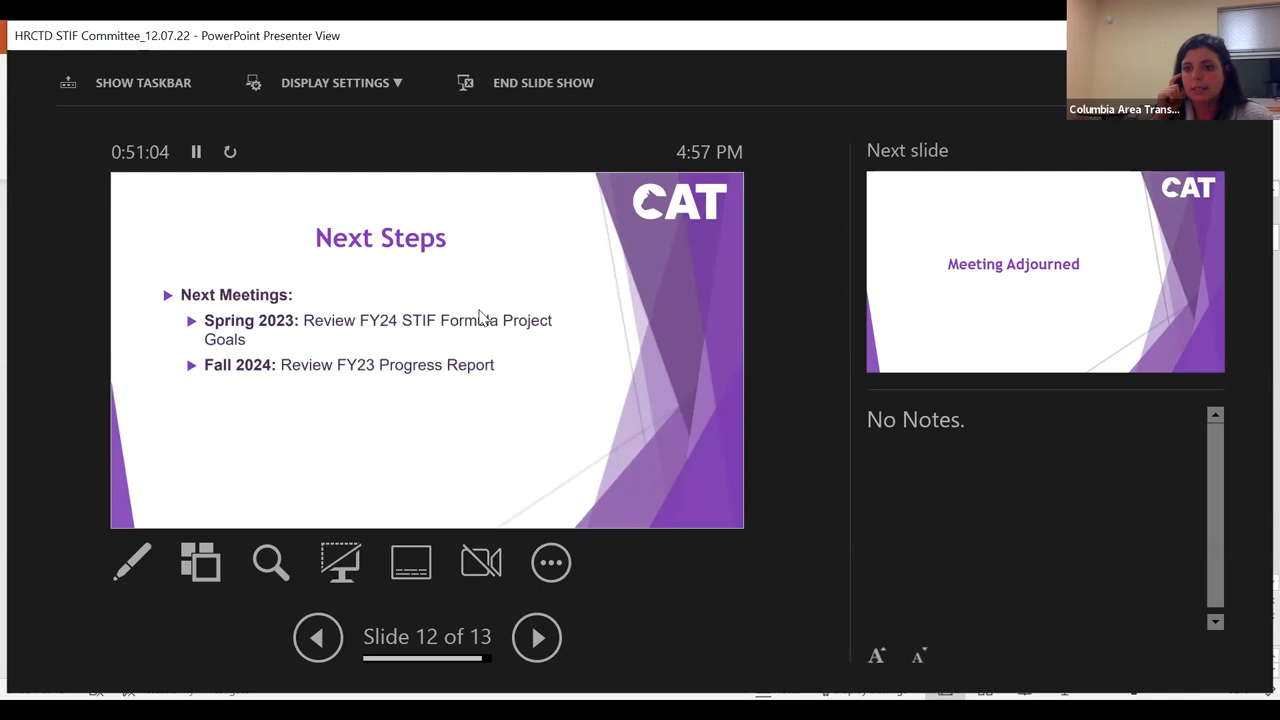 HRCTD STIF Committee_12.07.22 - PowerPoint Presenter View
Columbia Area Trans...
SHOW TASKBAR
DISPLAY SETTINGS ▼
END SLIDE SHOW
0:51:04
4:57 PM
CAT
Next Steps
Next Meetings:
Spring 2023: Review FY24 STIF Formula Project
Goals
Fall 2024: Review FY23 Progress Report
Next slide
CAT
Meeting Adjourned
No Notes.
Slide 12 of 13
A A